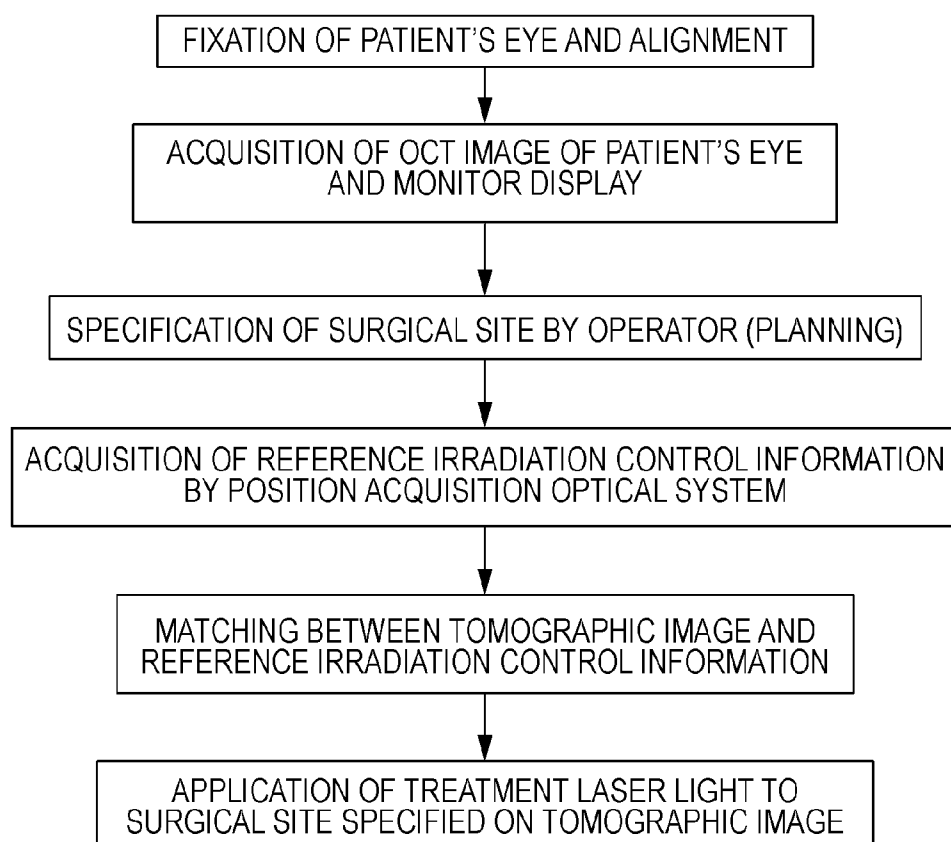 FIXATION OF PATIENT'S EYE AND ALIGNMENT
ACQUISITION OF OCT IMAGE OF PATIENT'S EYE
AND MONITOR DISPLAY
SPECIFICATION OF SURGICAL SITE BY OPERATOR (PLANNING)
ACQUISITION OF REFERENCE IRRADIATION CONTROL INFORMATION
BY POSITION ACQUISITION OPTICAL SYSTEM
MATCHING BETWEEN TOMOGRAPHIC IMAGE AND
REFERENCE IRRADIATION CONTROL INFORMATION
APPLICATION OF TREATMENT LASER LIGHT TO
SURGICAL SITE SPECIFIED ON TOMOGRAPHIC IMAGE